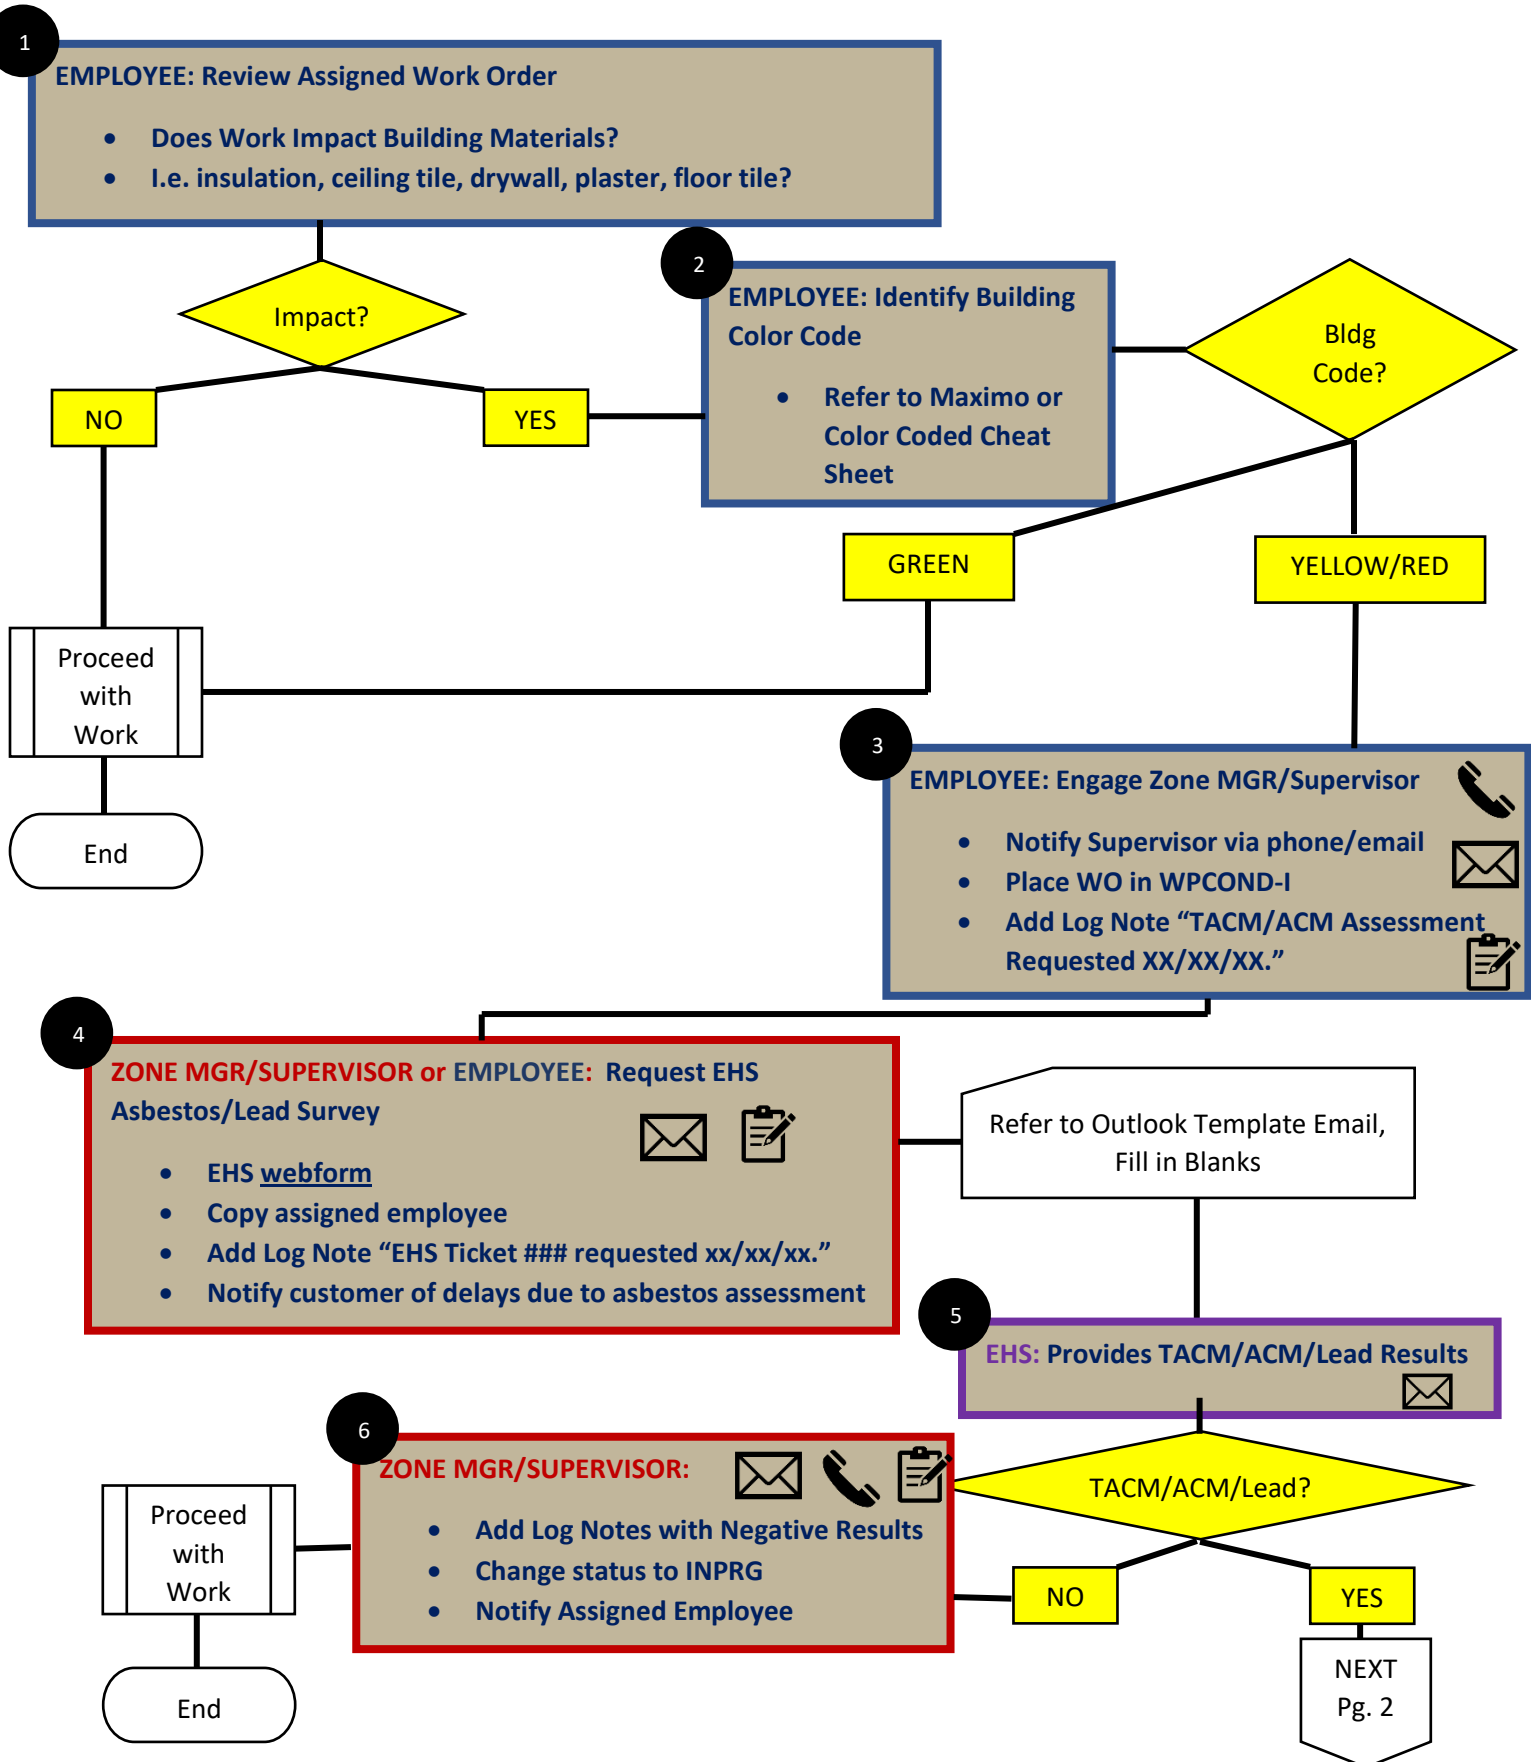 1
EMPLOYEE: Review Assigned Work Order
• Does Work Impact Building Materials?
• I.e. insulation, ceiling tile, drywall, plaster, floor tile?
Impact?
NO
YES
2
EMPLOYEE: Identify Building
Color Code
• Refer to Maximo or
Color Coded Cheat
Sheet
Bldg
Code?
GREEN
YELLOW/RED
Proceed
with
Work
End
3
EMPLOYEE: Engage Zone MGR/Supervisor
• Notify Supervisor via phone/email
• Place WO in WPCOND-I
• Add Log Note “TACM/ACM Assessment
Requested XX/XX/XX.”
4
ZONE MGR/SUPERVISOR or EMPLOYEE: Request EHS
Asbestos/Lead Survey
• EHS webform
• Copy assigned employee
• Add Log Note “EHS Ticket ### requested xx/xx/xx.”
• Notify customer of delays due to asbestos assessment
Refer to Outlook Template Email,
Fill in Blanks
5
EHS: Provides TACM/ACM/Lead Results
TACM/ACM/Lead?
NO
YES
NEXT
Pg. 2
6
ZONE MGR/SUPERVISOR:
• Add Log Notes with Negative Results
• Change status to INPRG
• Notify Assigned Employee
Proceed
with
Work
End